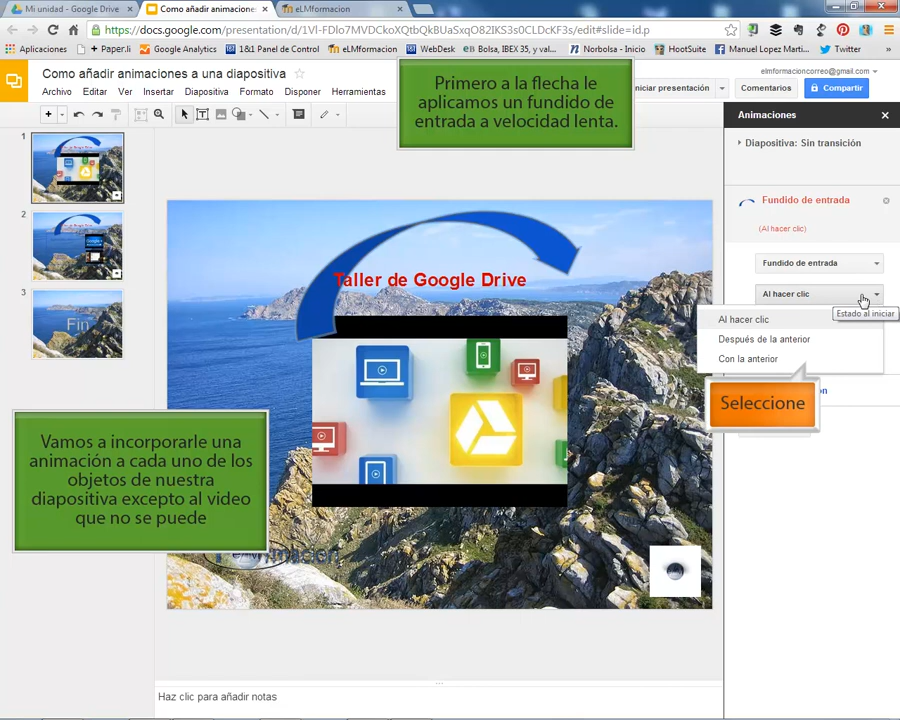 Mi unidad - Google Drive
Como añadir animaciones
eLMformacion
https://docs.google.com/presentation/d/1Vl-FDlo7MVDCkoXQtbQkBUaSxqO82IKS3s0CLDcKF3s/edit#slide=id.p
Aplicaciones
+ Paper.li
Google Analytics
1&1 Panel de Control
eLMformacion
WebDesk
Bolsa, IBEX 35, y val...
Norbolsa - Inicio
HootSuite
Manuel Lopez Marti...
Twitter
Como añadir animaciones a una diapositiva
elmformacioncorreo@gmail.com
Archivo Editar Ver Insertar Diapositiva Formato Disponer Herramientas
Iniciar presentación
Comentarios
Compartir
Primero a la flecha le
aplicamos un fundido de
entrada a velocidad lenta.
Animaciones
Diapositiva: Sin transición
Fundido de entrada
(Al hacer clic)
Fundido de entrada
Al hacer clic
Estado al iniciar
Al hacer clic
Después de la anterior
Con la anterior
Seleccione
1
2
3
Fin
Taller de Google Drive
Vamos a incorporarle una
animación a cada uno de los
objetos de nuestra
diapositiva excepto al video
que no se puede
Haz clic para añadir notas